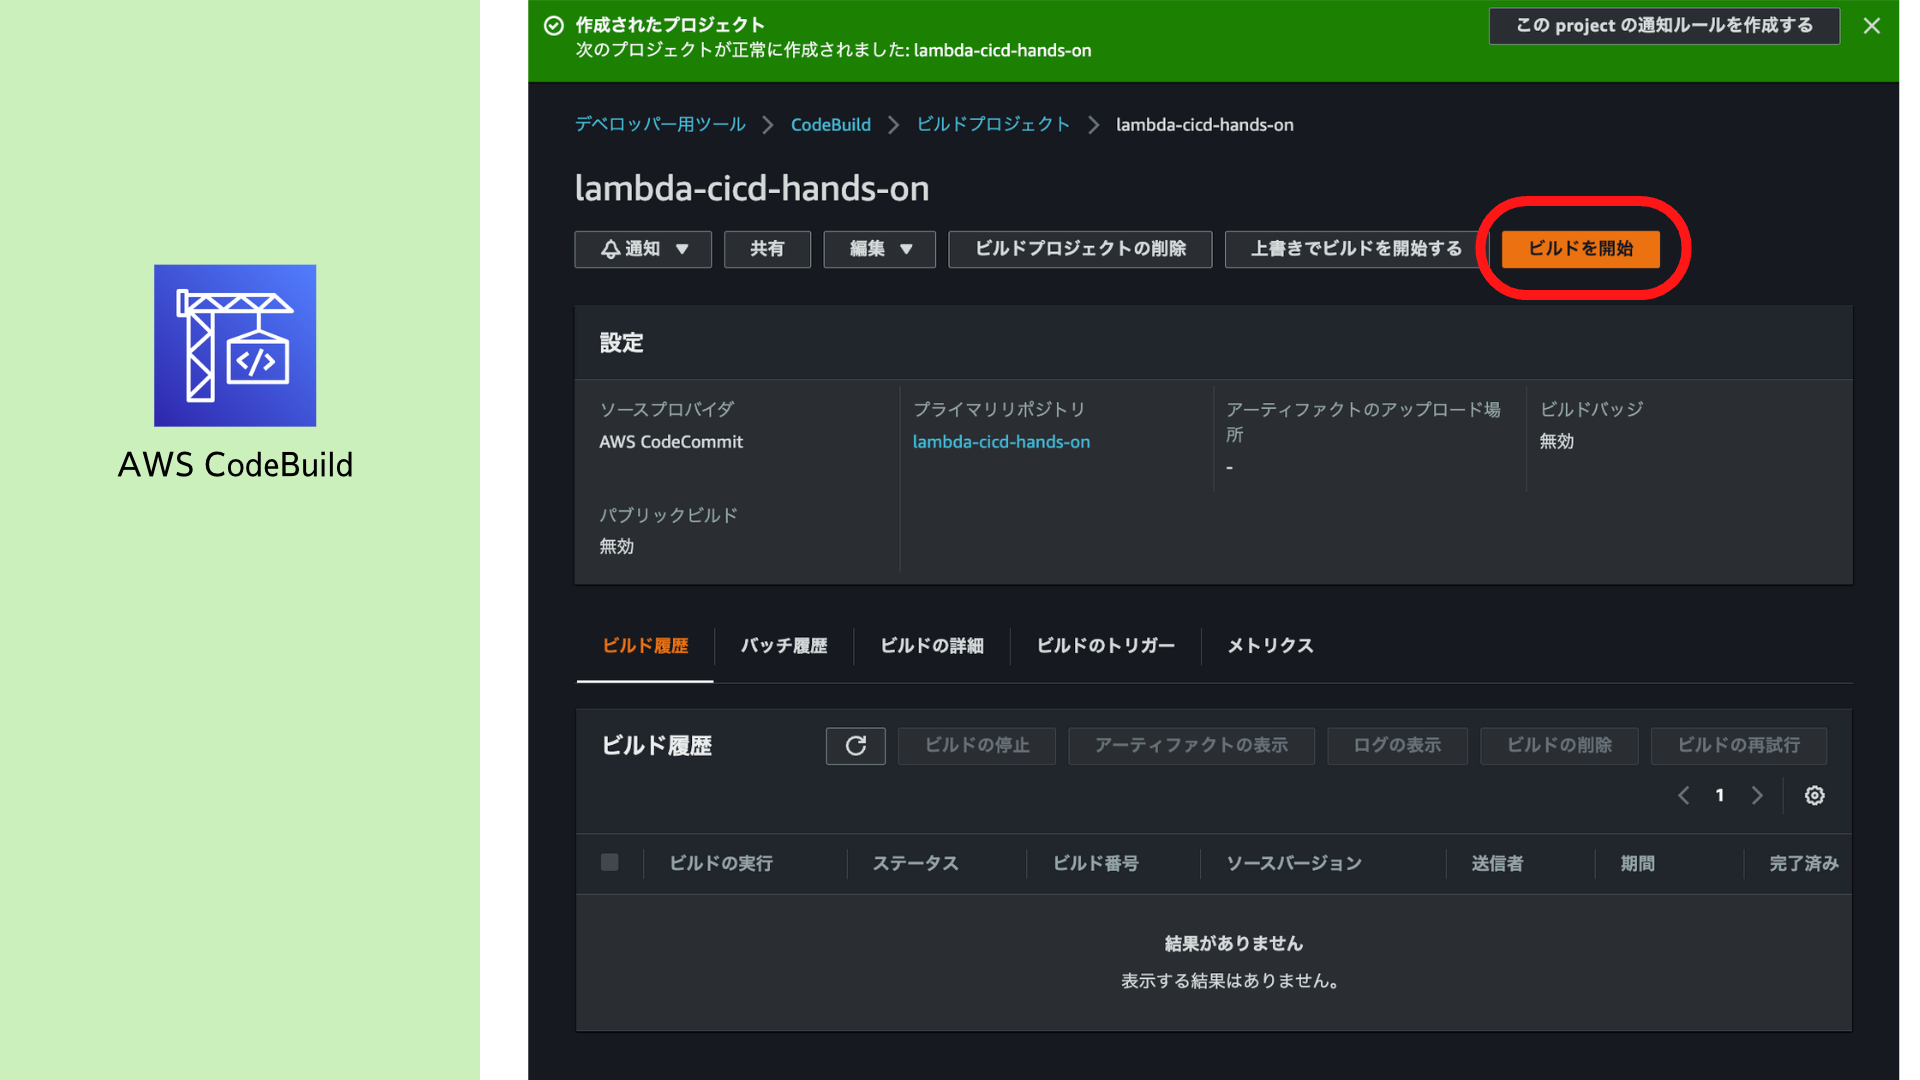 AWS CodeBuild
作成されたプロジェクト
次のプロジェクトが正常に作成されました: lambda-cicd-hands-on
この project の通知ルールを作成する
デベロッパー用ツール
CodeBuild
ビルドプロジェクト
lambda-cicd-hands-on
lambda-cicd-hands-on
通知
共有
編集
ビルドプロジェクトの削除
上書きでビルドを開始する
ビルドを開始
設定
ソースプロバイダ
AWS CodeCommit
プライマリリポジトリ
lambda-cicd-hands-on
アーティファクトのアップロード場
所
-
ビルドバッジ
無効
パブリックビルド
無効
ビルド履歴
バッチ履歴
ビルドの詳細
ビルドのトリガー
メトリクス
ビルド履歴
ビルドの停止
アーティファクトの表示
ログの表示
ビルドの削除
ビルドの再試行
1
ビルドの実行
ステータス
ビルド番号
ソースバージョン
送信者
期間
完了済み
結果がありません
表示する結果はありません。